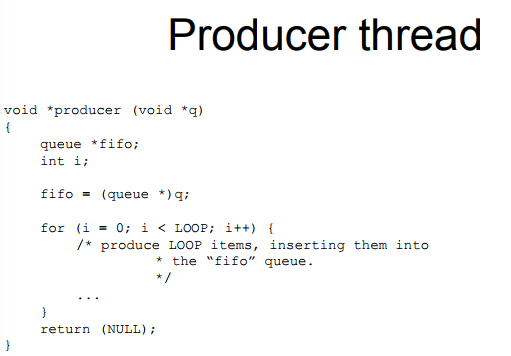 Producer thread
void *producer (void *q)
{
queue *fifo;
int i;
fifo = (queue *)q;
for (i = 0; i < LOOP; i++) {
/* produce LOOP items, inserting them into
* the “fifo” queue.
*/
...
}
return (NULL);
}